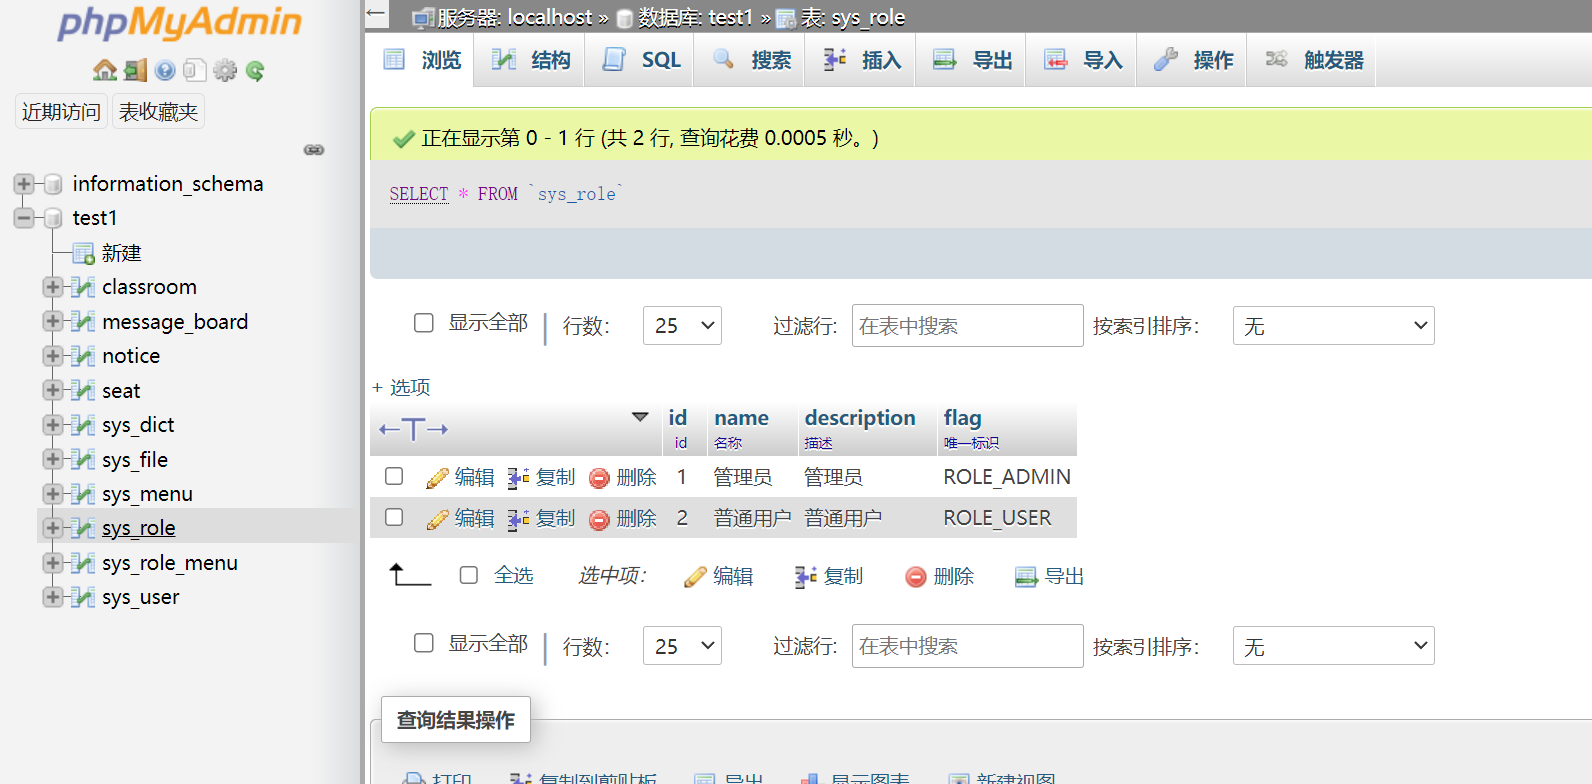 phpMyAdmin
近期访问 表收藏夹
information_schema
test1
新建
classroom
message_board
notice
seat
sys_dict
sys_file
sys_menu
sys_role
sys_role_menu
sys_user
服务器: localhost » 数据库: test1 » 表: sys_role
浏览 结构 SQL 搜索 插入 导出 导入 操作 触发器
正在显示第 0 - 1 行 (共 2 行, 查询花费 0.0005 秒。)
SELECT * FROM `sys_role`
显示全部 行数: 25 过滤行: 在表中搜索 按索引排序: 无
+ 选项
←T→ id name description flag
id 名称 描述 唯一标识
编辑 复制 删除 1 管理员 管理员 ROLE_ADMIN
编辑 复制 删除 2 普通用户 普通用户 ROLE_USER
全选 选中项: 编辑 复制 删除 导出
显示全部 行数: 25 过滤行: 在表中搜索 按索引排序: 无
查询结果操作
打印 复制到剪贴板 导出 显示图表 新建视图